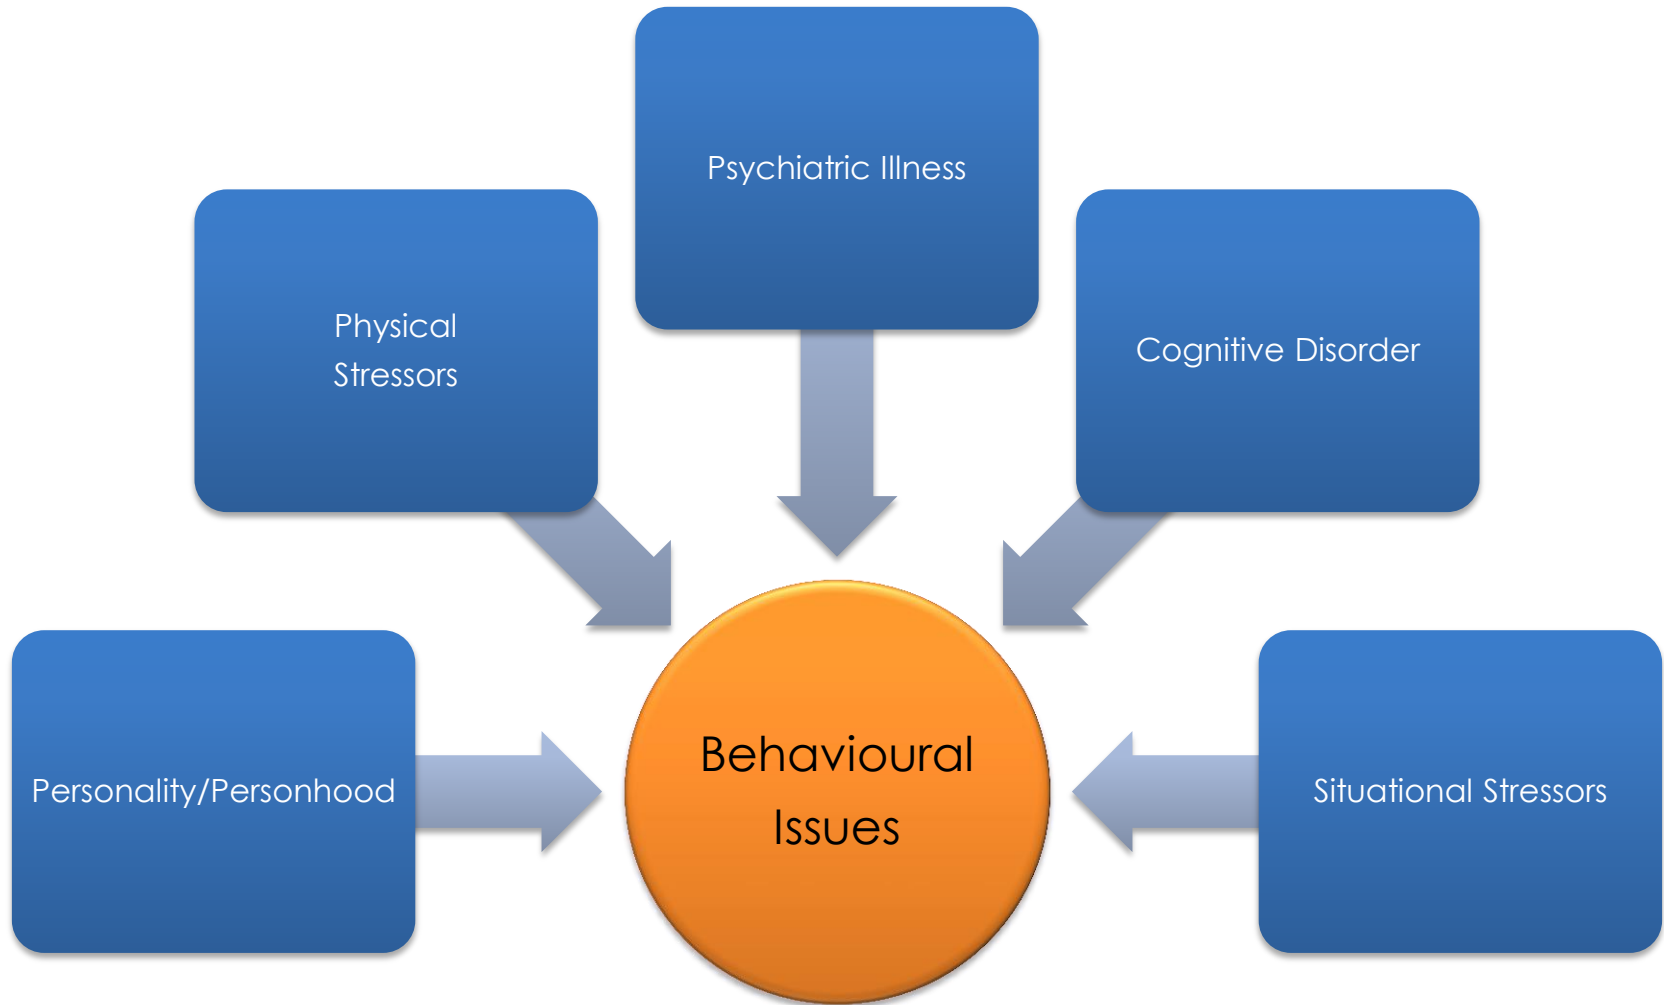 Psychiatric Illness
Physical
Stressors
Cognitive Disorder
Personality/Personhood
Behavioural
Issues
Situational Stressors